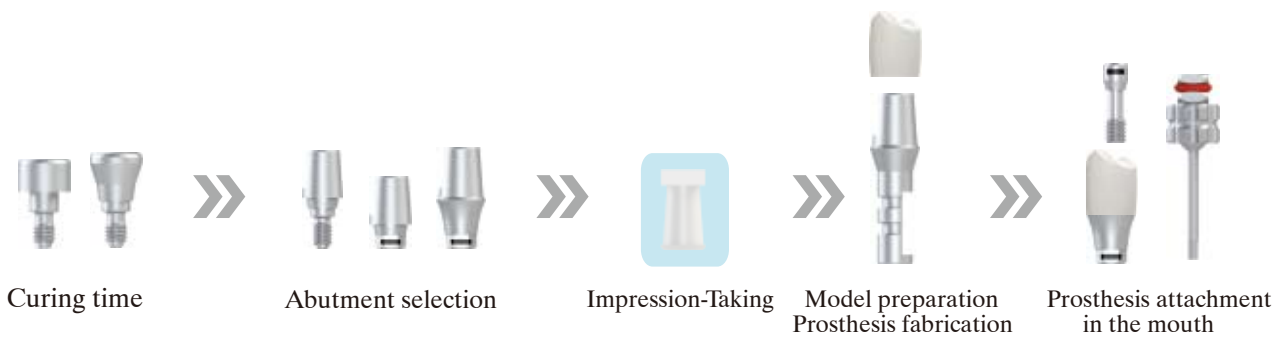 Curing time
Abutment selection
Impression-Taking
Model preparation
Prosthesis fabrication
Prosthesis attachment
in the mouth